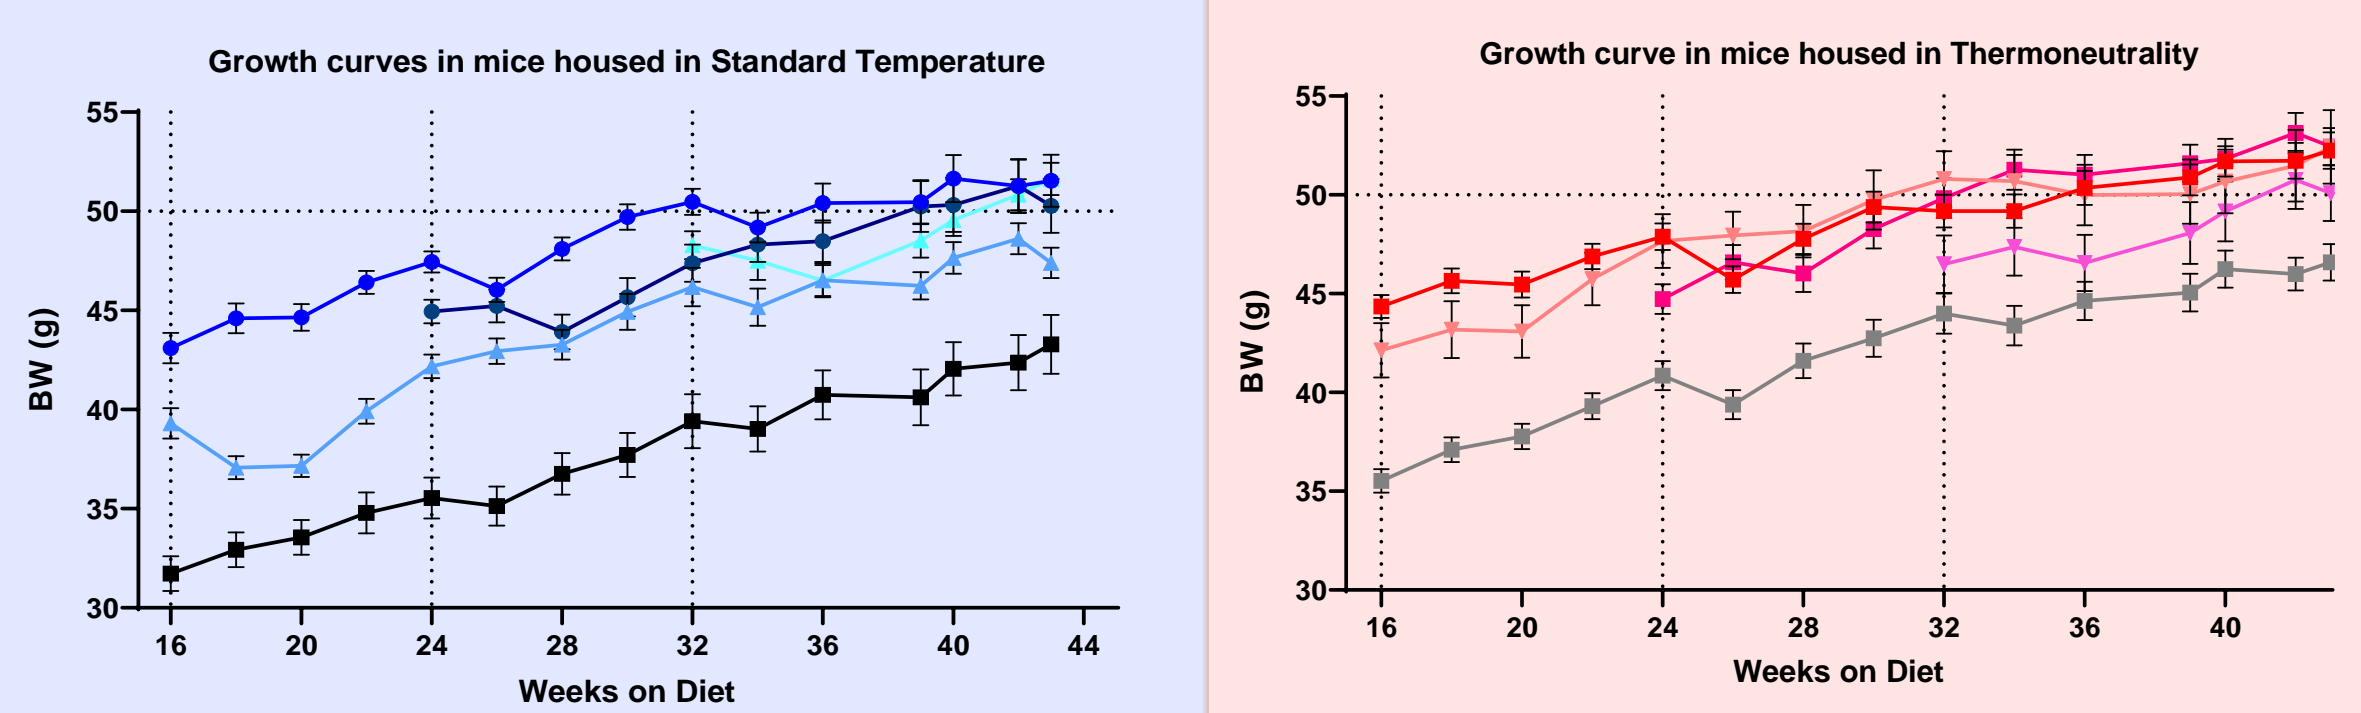 Growth curves in mice housed in Standard Temperature
55
50
45
40
35
30
BW (g)
16 20 24 28 32 36 40 44
Weeks on Diet
Growth curve in mice housed in Thermoneutrality
55
50
45
40
35
30
BW (g)
16 20 24 28 32 36 40
Weeks on Diet